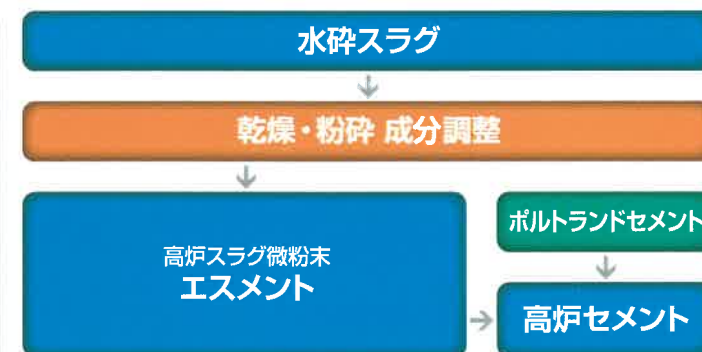 水砕スラグ
乾燥・粉砕 成分調整
高炉スラグ微粉末
エスメント
ポルトランドセメント
高炉セメント